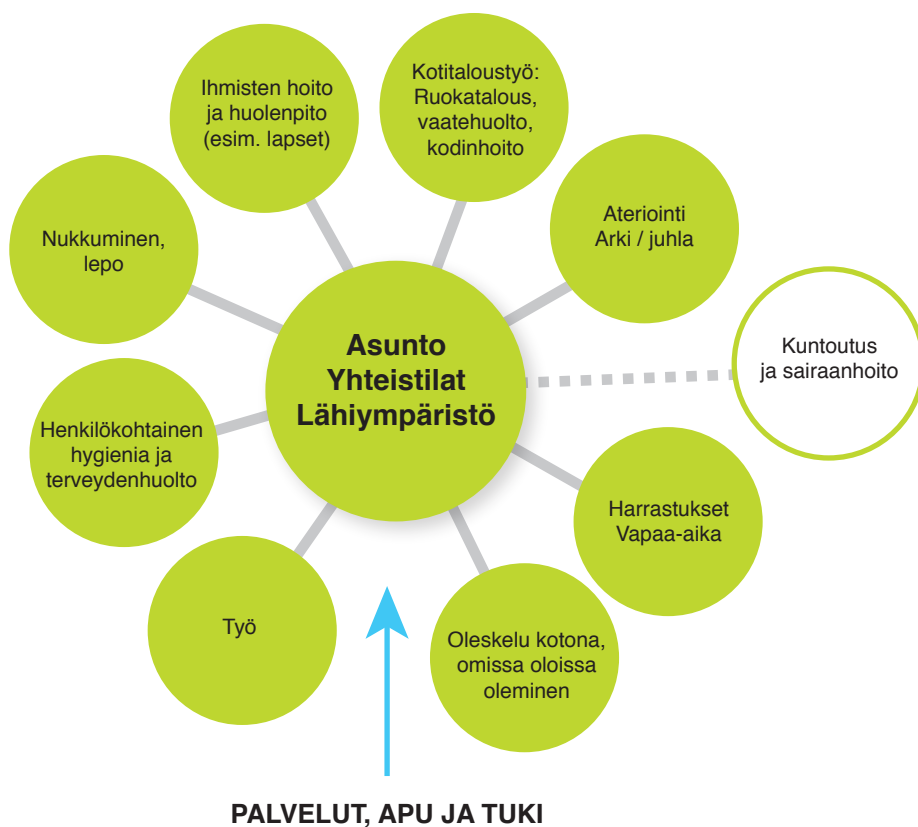 Ihmisten hoito
ja huolenpito
(esim. lapset)
Kotitaloustyö:
Ruokatalous,
vaatehuolto,
kodinhoito
Ateriointi
Arki / juhla
Nukkuminen,
lepo
Asunto
Yhteistilat
Lähiympäristö
Kuntoutus
ja sairaanhoito
Henkilökohtainen
hygienia ja
terveydenhuolto
Harrastukset
Vapaa-aika
Työ
Oleskelu kotona,
omissa oloissa
oleminen
PALVELUT, APU JA TUKI